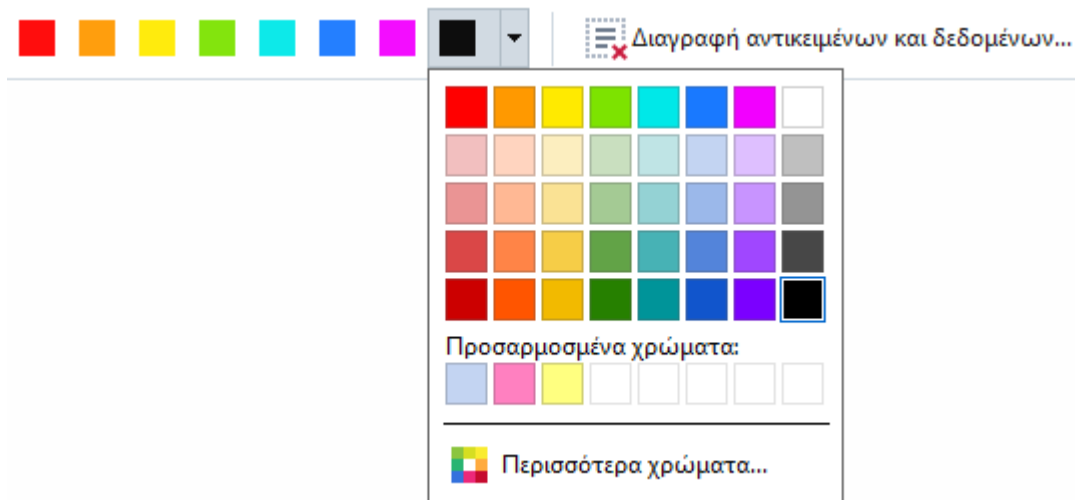 Διαγραφή αντικειμένων και δεδομένων...
Προσαρμοσμένα χρώματα:
Περισσότερα χρώματα...